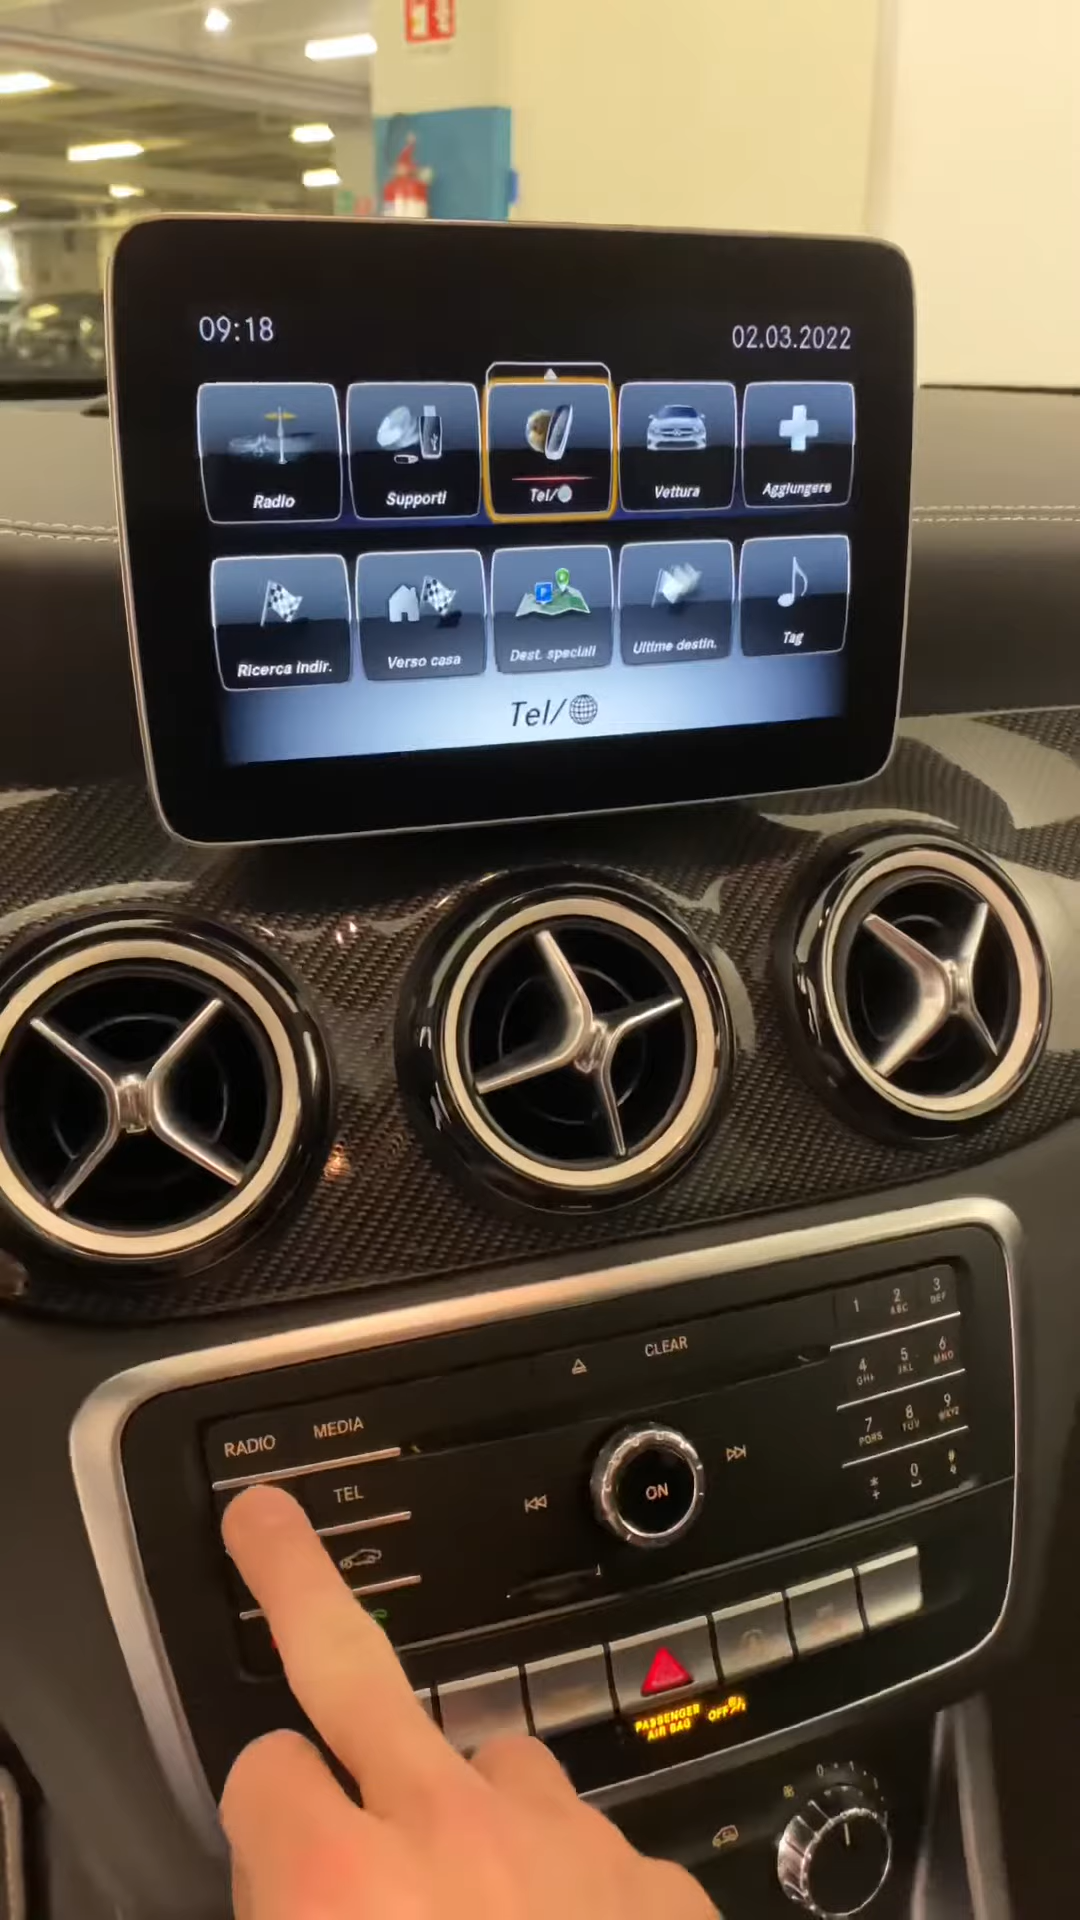 09:18
02.03.2022
Radio
Supporti
Tel/
Vettura
Aggiungere
Ricerca indir.
Verso casa
Dest. speciali
Ultime destin.
Tag
Tel/
CLEAR
1
2 ABC
3 DEF
4 GHI
5 JKL
6 MNO
7 PQRS
8 TUV
9 WXYZ
* +
0
#
RADIO
MEDIA
TEL
ON
PASSENGER
AIR BAG
OFF
0
1